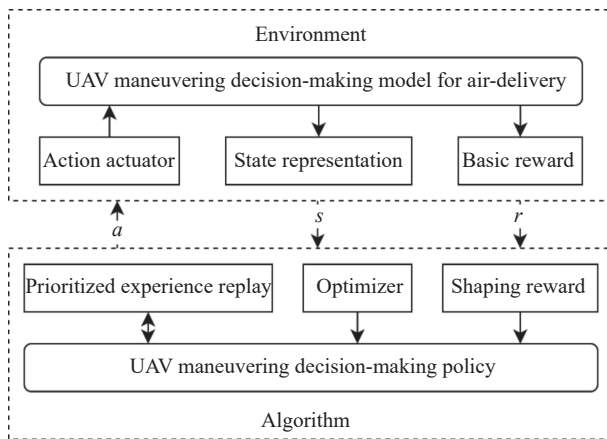 Environment
UAV maneuvering decision-making model for air-delivery
Action actuator
State representation
Basic reward
a
s
r
Prioritized experience replay
Optimizer
Shaping reward
UAV maneuvering decision-making policy
Algorithm